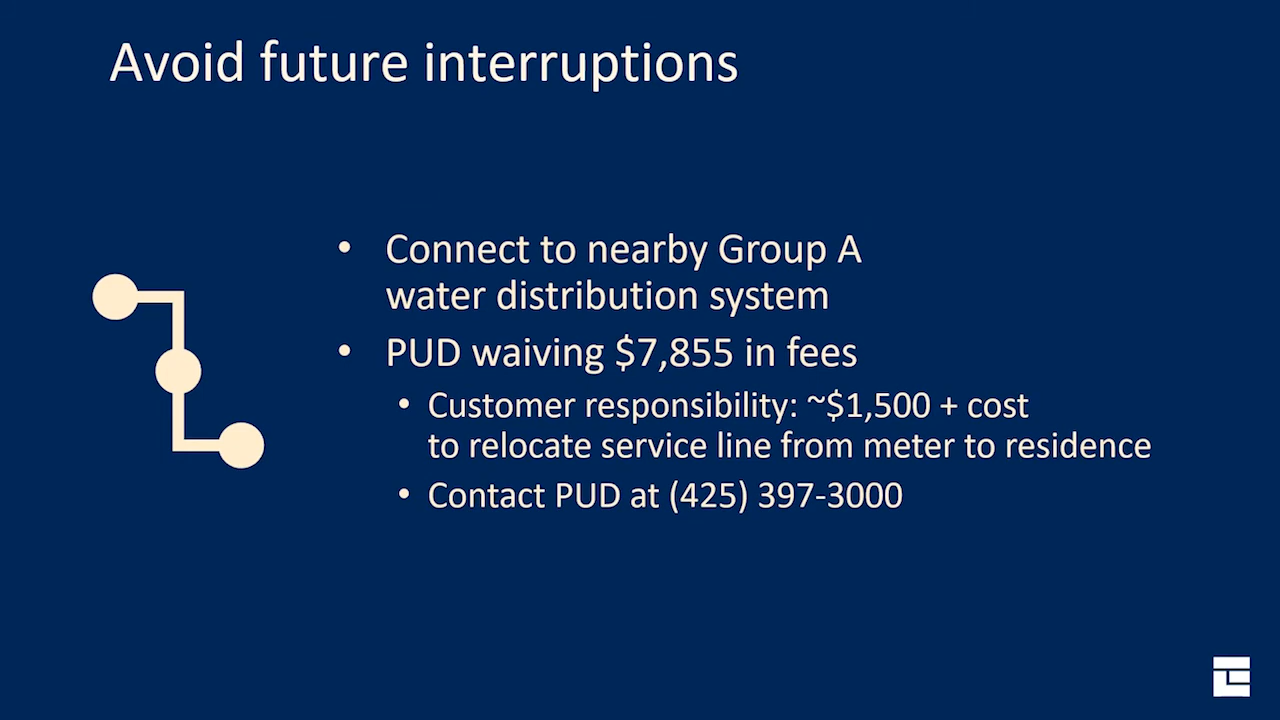 Avoid future interruptions
• Connect to nearby Group A
water distribution system
• PUD waiving $7,855 in fees
• Customer responsibility: ~$1,500 + cost
to relocate service line from meter to residence
• Contact PUD at (425) 397-3000